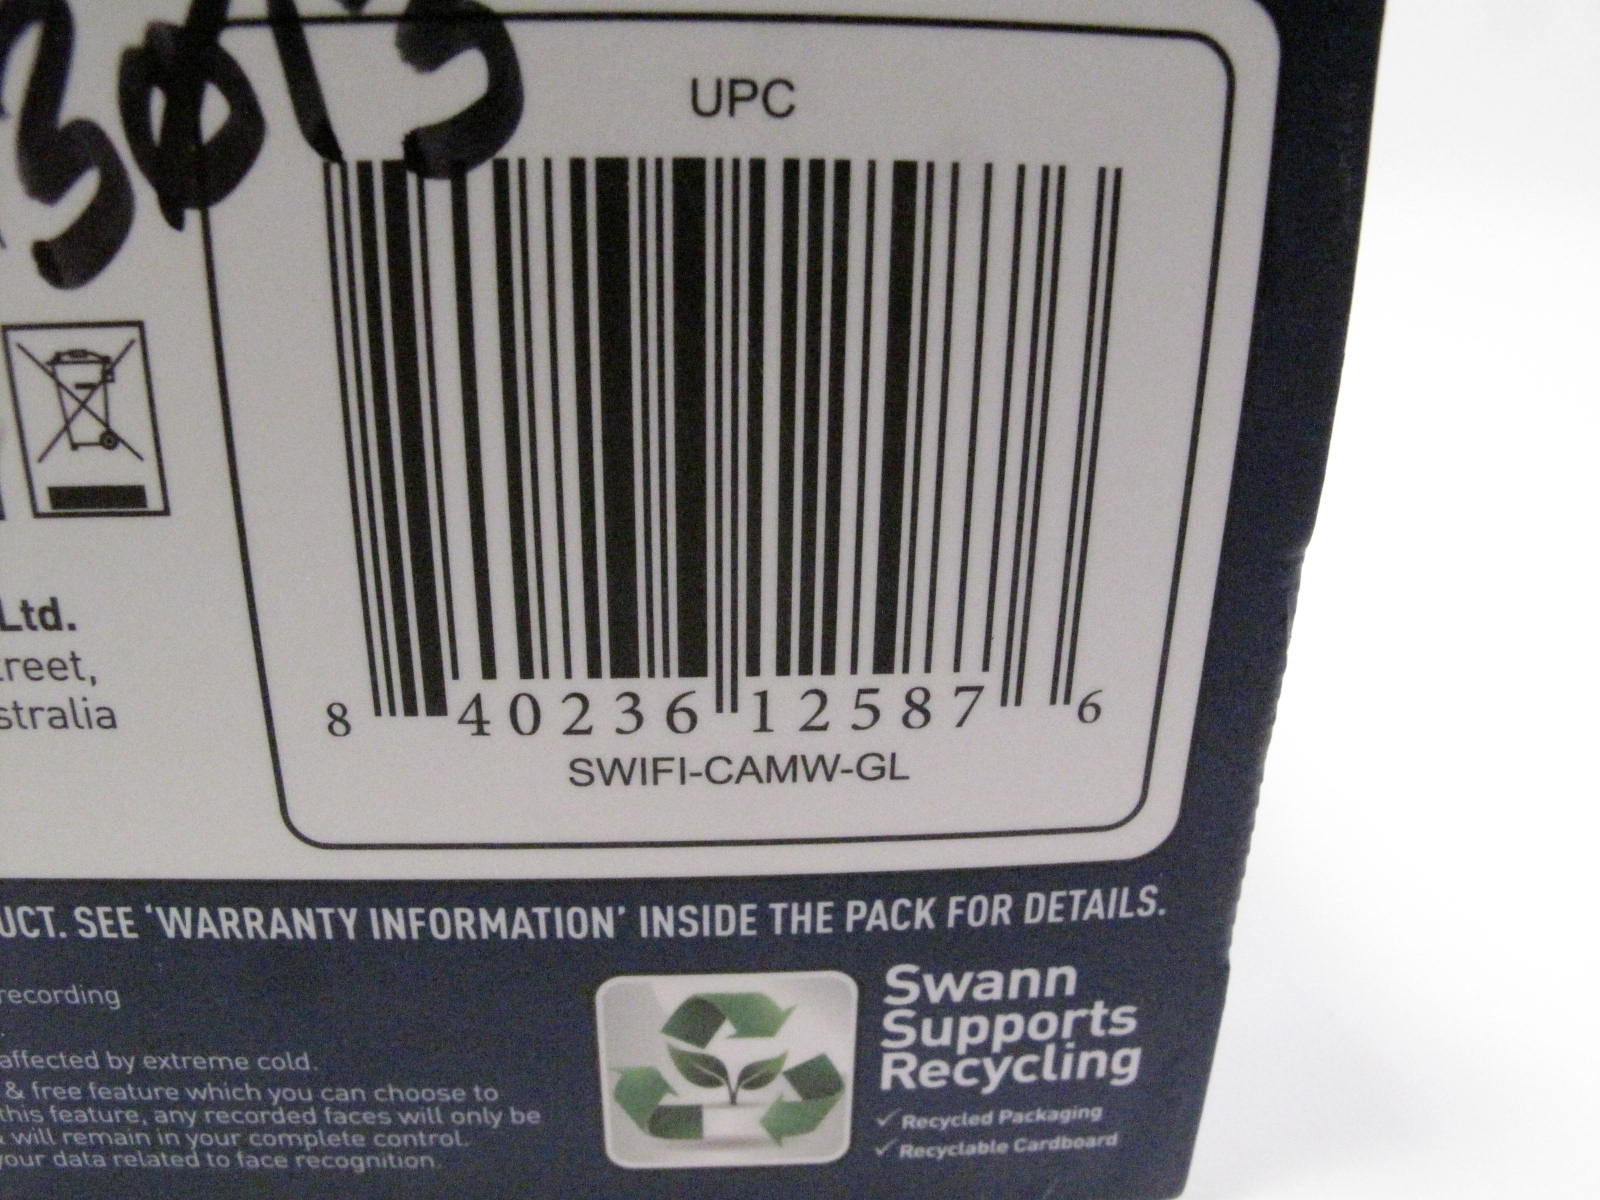 3015
UPC
8 40236 12587 6
SWIFI-CAMW-GL
Ltd.
reet,
stralia
UCT. SEE 'WARRANTY INFORMATION' INSIDE THE PACK FOR DETAILS.
recording
affected by extreme cold.
& free feature which you can choose to
this feature, any recorded faces will only be
& will remain in your complete control.
your data related to face recognition.
Swann
Supports
Recycling
✓ Recycled Packaging
✓ Recyclable Cardboard